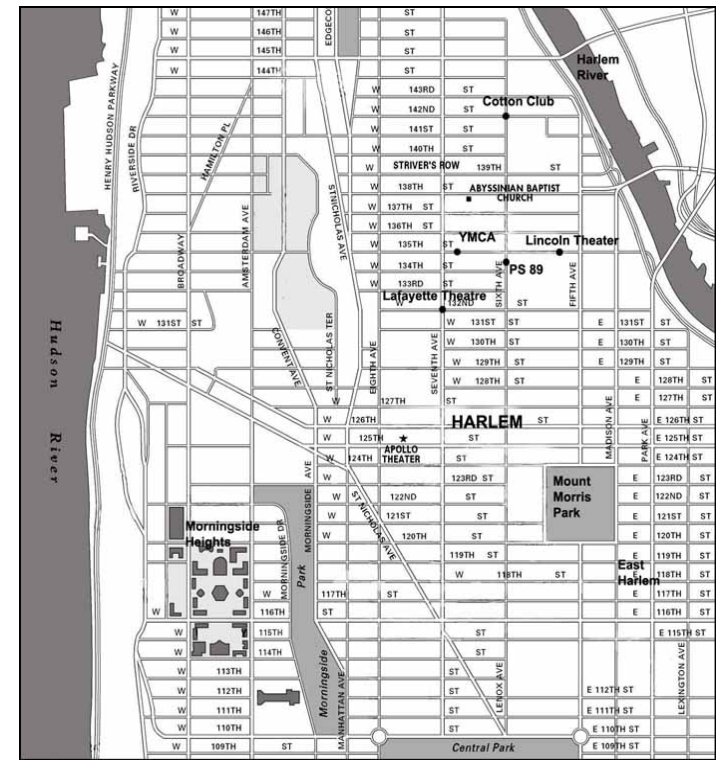 W 147TH ST
W 146TH ST
W 145TH ST
W 144TH ST
EDGECO
Harlem
River
HENRY HUDSON PARKWAY
RIVERSIDE DR
HAMILTON PL
W 143RD ST
Cotton Club
W 142ND ST
W 141ST ST
W 140TH ST
STRIVER'S ROW
W 139TH ST
W 138TH ST
ABYSSINIAN BAPTIST
CHURCH
W 137TH ST
W 136TH ST
ST NICHOLAS AVE
AMSTERDAM AVE
BROADWAY
YMCA
Lincoln Theater
W 135TH ST
W 134TH ST
PS 89
W 133RD ST
SIXTH AVE
FIFTH AVE
Lafayette Theatre
W 132ND ST
W 131ST ST
W 131ST ST
E 131ST ST
W 130TH ST
E 130TH ST
W 129TH ST
E 129TH ST
W 128TH ST
E 128TH ST
CONVENT AVE
ST NICHOLAS TER
EIGHTH AVE
SEVENTH AVE
Hudson
River
W 127TH ST
E 127TH ST
MADISON AVE
PARK AVE
W 126TH ST
HARLEM
E 126TH ST
W 125TH ST
E 125TH ST
APOLLO
THEATER
W 124TH ST
E 124TH ST
123RD ST
E 123RD ST
Mount
Morris
Park
W 122ND ST
E 122ND ST
W 121ST ST
E 121ST ST
W 120TH ST
E 120TH ST
ST NICHOLAS AVE
MORNINGSIDE AVE
MORNINGSIDE DR
Morningside
Heights
119TH ST
E 119TH ST
W 118TH ST
East
Harlem
E 118TH ST
W 117TH ST
E 117TH ST
W 116TH ST
E 116TH ST
W 115TH ST
E 115TH ST
W 114TH ST
W 113TH
W 112TH ST
E 112TH ST
W 111TH ST
E 111TH ST
W 110TH ST
E 110TH ST
W 109TH ST
E 109TH ST
Morningside Park
MANHATTAN AVE
LENOX AVE
LEXINGTON AVE
Central Park